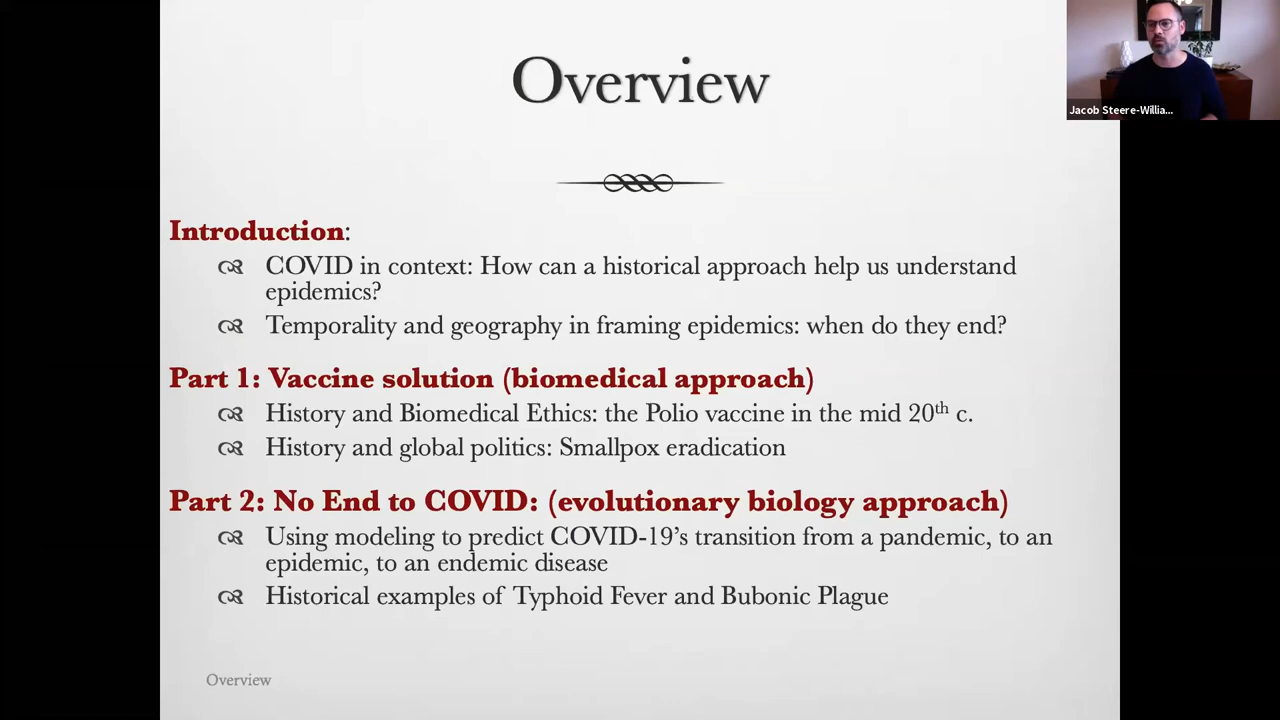 Overview
Jacob Steere-Willia...
Introduction:
COVID in context: How can a historical approach help us understand
epidemics?
Temporality and geography in framing epidemics: when do they end?
Part 1: Vaccine solution (biomedical approach)
History and Biomedical Ethics: the Polio vaccine in the mid 20th c.
History and global politics: Smallpox eradication
Part 2: No End to COVID: (evolutionary biology approach)
Using modeling to predict COVID-19’s transition from a pandemic, to an
epidemic, to an endemic disease
Historical examples of Typhoid Fever and Bubonic Plague
Overview